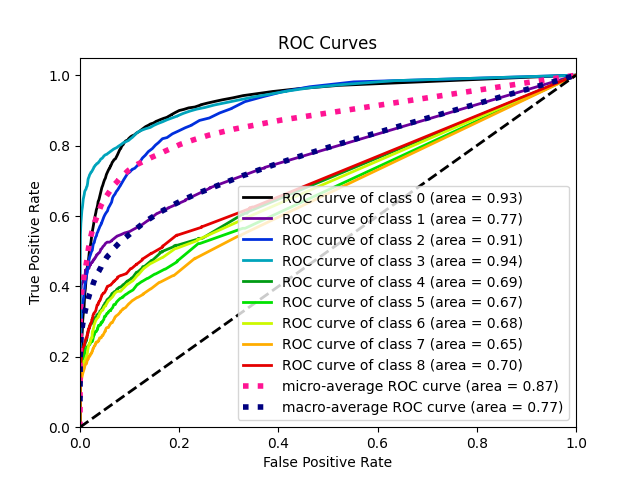 ROC Curves
True Positive Rate
1.0
0.8
0.6
0.4
0.2
0.0
ROC curve of class 0 (area = 0.93)
ROC curve of class 1 (area = 0.77)
ROC curve of class 2 (area = 0.91)
ROC curve of class 3 (area = 0.94)
ROC curve of class 4 (area = 0.69)
ROC curve of class 5 (area = 0.67)
ROC curve of class 6 (area = 0.68)
ROC curve of class 7 (area = 0.65)
ROC curve of class 8 (area = 0.70)
micro-average ROC curve (area = 0.87)
macro-average ROC curve (area = 0.77)
0.0 0.2 0.4 0.6 0.8 1.0
False Positive Rate